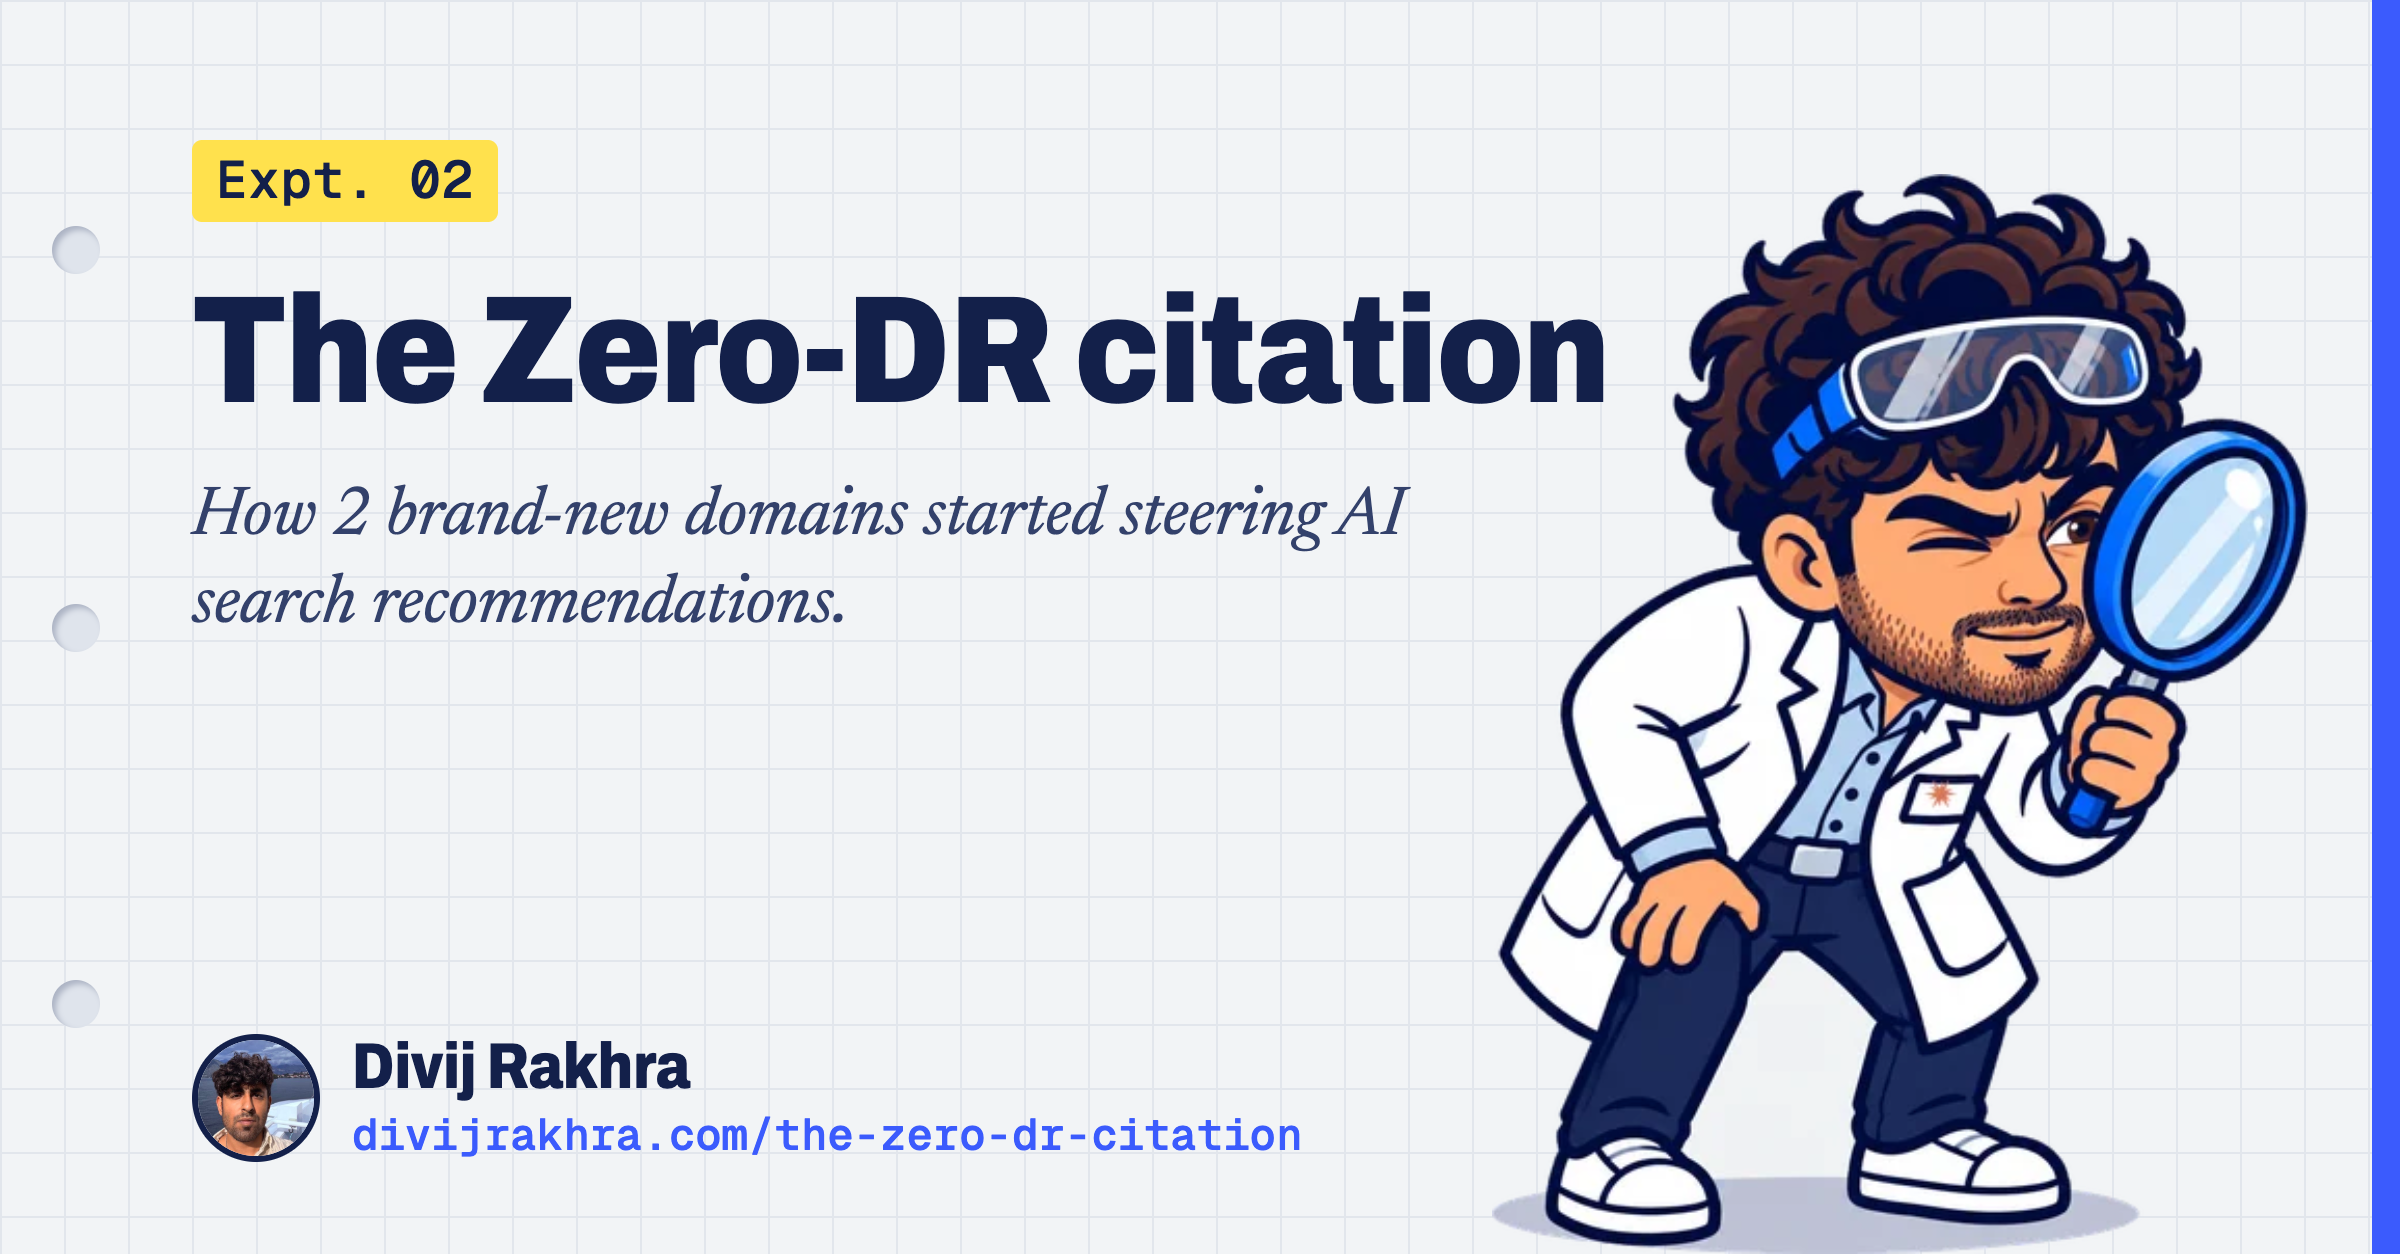 Expt. 02
The Zero-DR citation
How 2 brand-new domains started steering AI
search recommendations.
Divij Rakhra
divijrakhra.com/the-zero-dr-citation